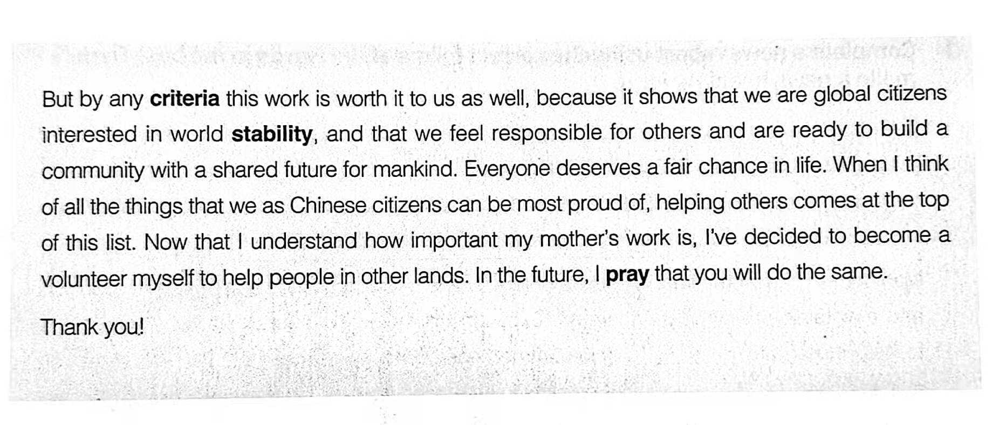 But by any criteria this work is worth it to us as well, because it shows that we are global citizens
interested in world stability, and that we feel responsible for others and are ready to build a
community with a shared future for mankind. Everyone deserves a fair chance in life. When I think
of all the things that we as Chinese citizens can be most proud of, helping others comes at the top
of this list. Now that I understand how important my mother's work is, I've decided to become a
volunteer myself to help people in other lands. In the future, I pray that you will do the same.
Thank you!